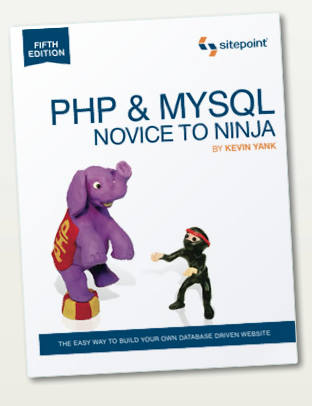 FIFTH
EDITION
sitepoint
PHP & MYSQL
NOVICE TO NINJA
BY KEVIN YANK
PHP
THE EASY WAY TO BUILD YOUR OWN DATABASE DRIVEN WEBSITE